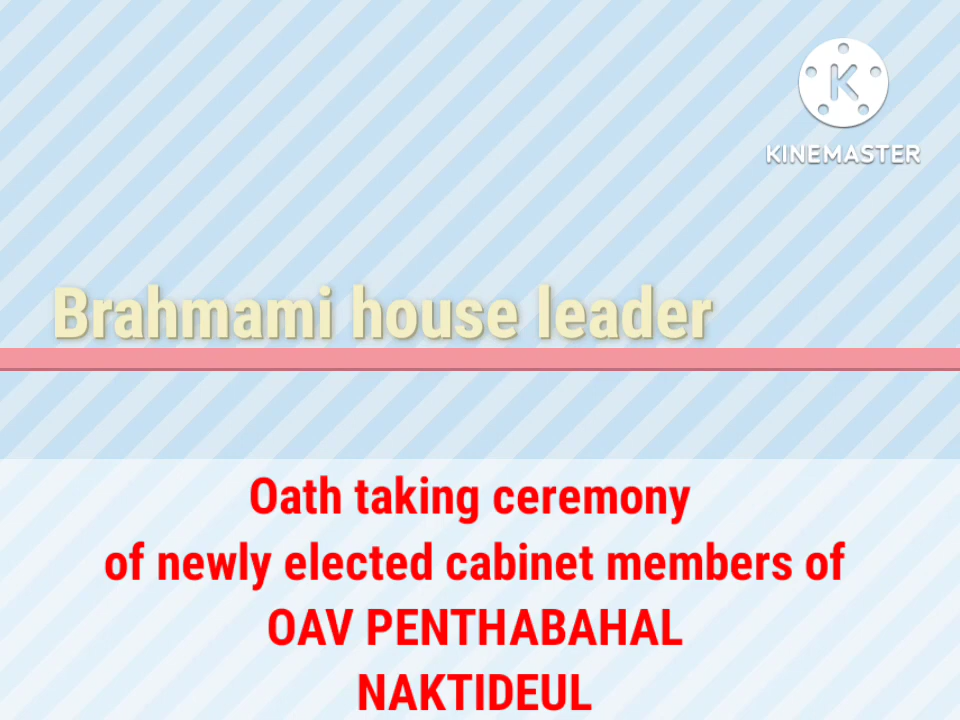 K
KINEMASTER
Brahmami house leader
Oath taking ceremony
of newly elected cabinet members of
OAV PENTHABAHAL
NAKTIDEUL